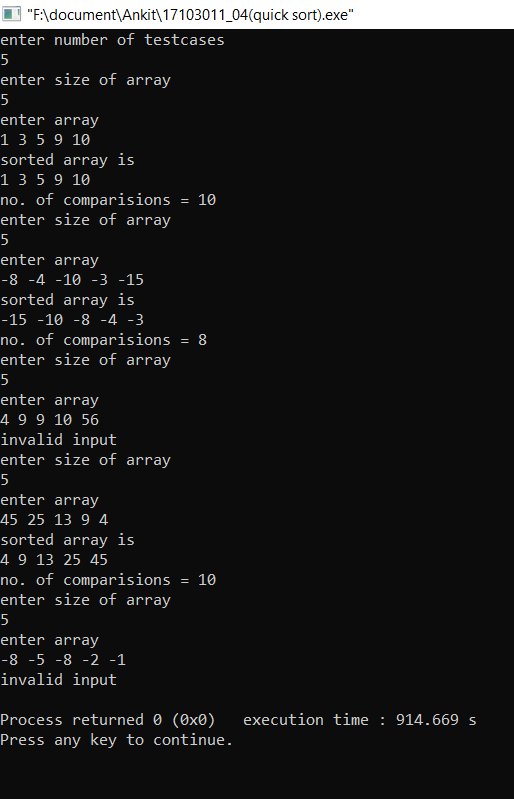 "F:\document\Ankit\17103011_04(quick sort).exe"
enter number of testcases
5
enter size of array
5
enter array
1 3 5 9 10
sorted array is
1 3 5 9 10
no. of comparisions = 10
enter size of array
5
enter array
-8 -4 -10 -3 -15
sorted array is
-15 -10 -8 -4 -3
no. of comparisions = 8
enter size of array
5
enter array
4 9 9 10 56
invalid input
enter size of array
5
enter array
45 25 13 9 4
sorted array is
4 9 13 25 45
no. of comparisions = 10
enter size of array
5
enter array
-8 -5 -8 -2 -1
invalid input
Process returned 0 (0x0)   execution time : 914.669 s
Press any key to continue.